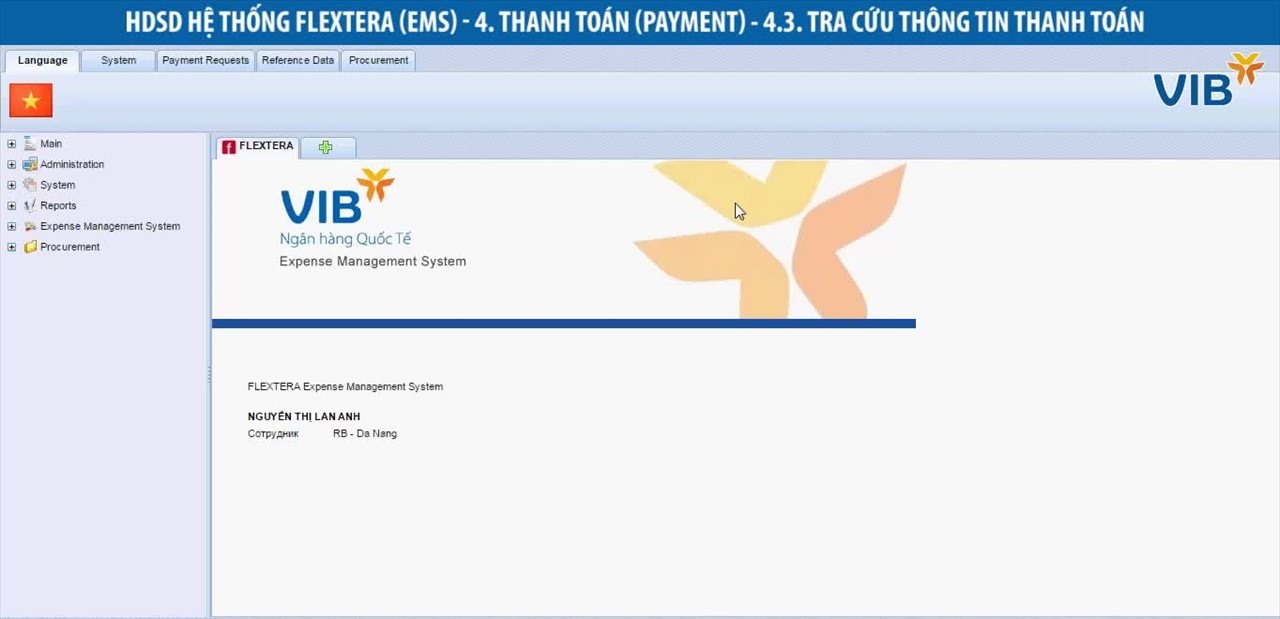 HDSD HỆ THỐNG FLEXTERA (EMS) - 4. THANH TOÁN (PAYMENT) - 4.3. TRA CỨU THÔNG TIN THANH TOÁN
Language System Payment Requests Reference Data Procurement
VIB
Main
Administration
System
Reports
Expense Management System
Procurement
FLEXTERA
VIB
Ngân hàng Quốc Tế
Expense Management System
FLEXTERA Expense Management System
NGUYỄN THỊ LAN ANH
Сотрудник RB - Da Nang